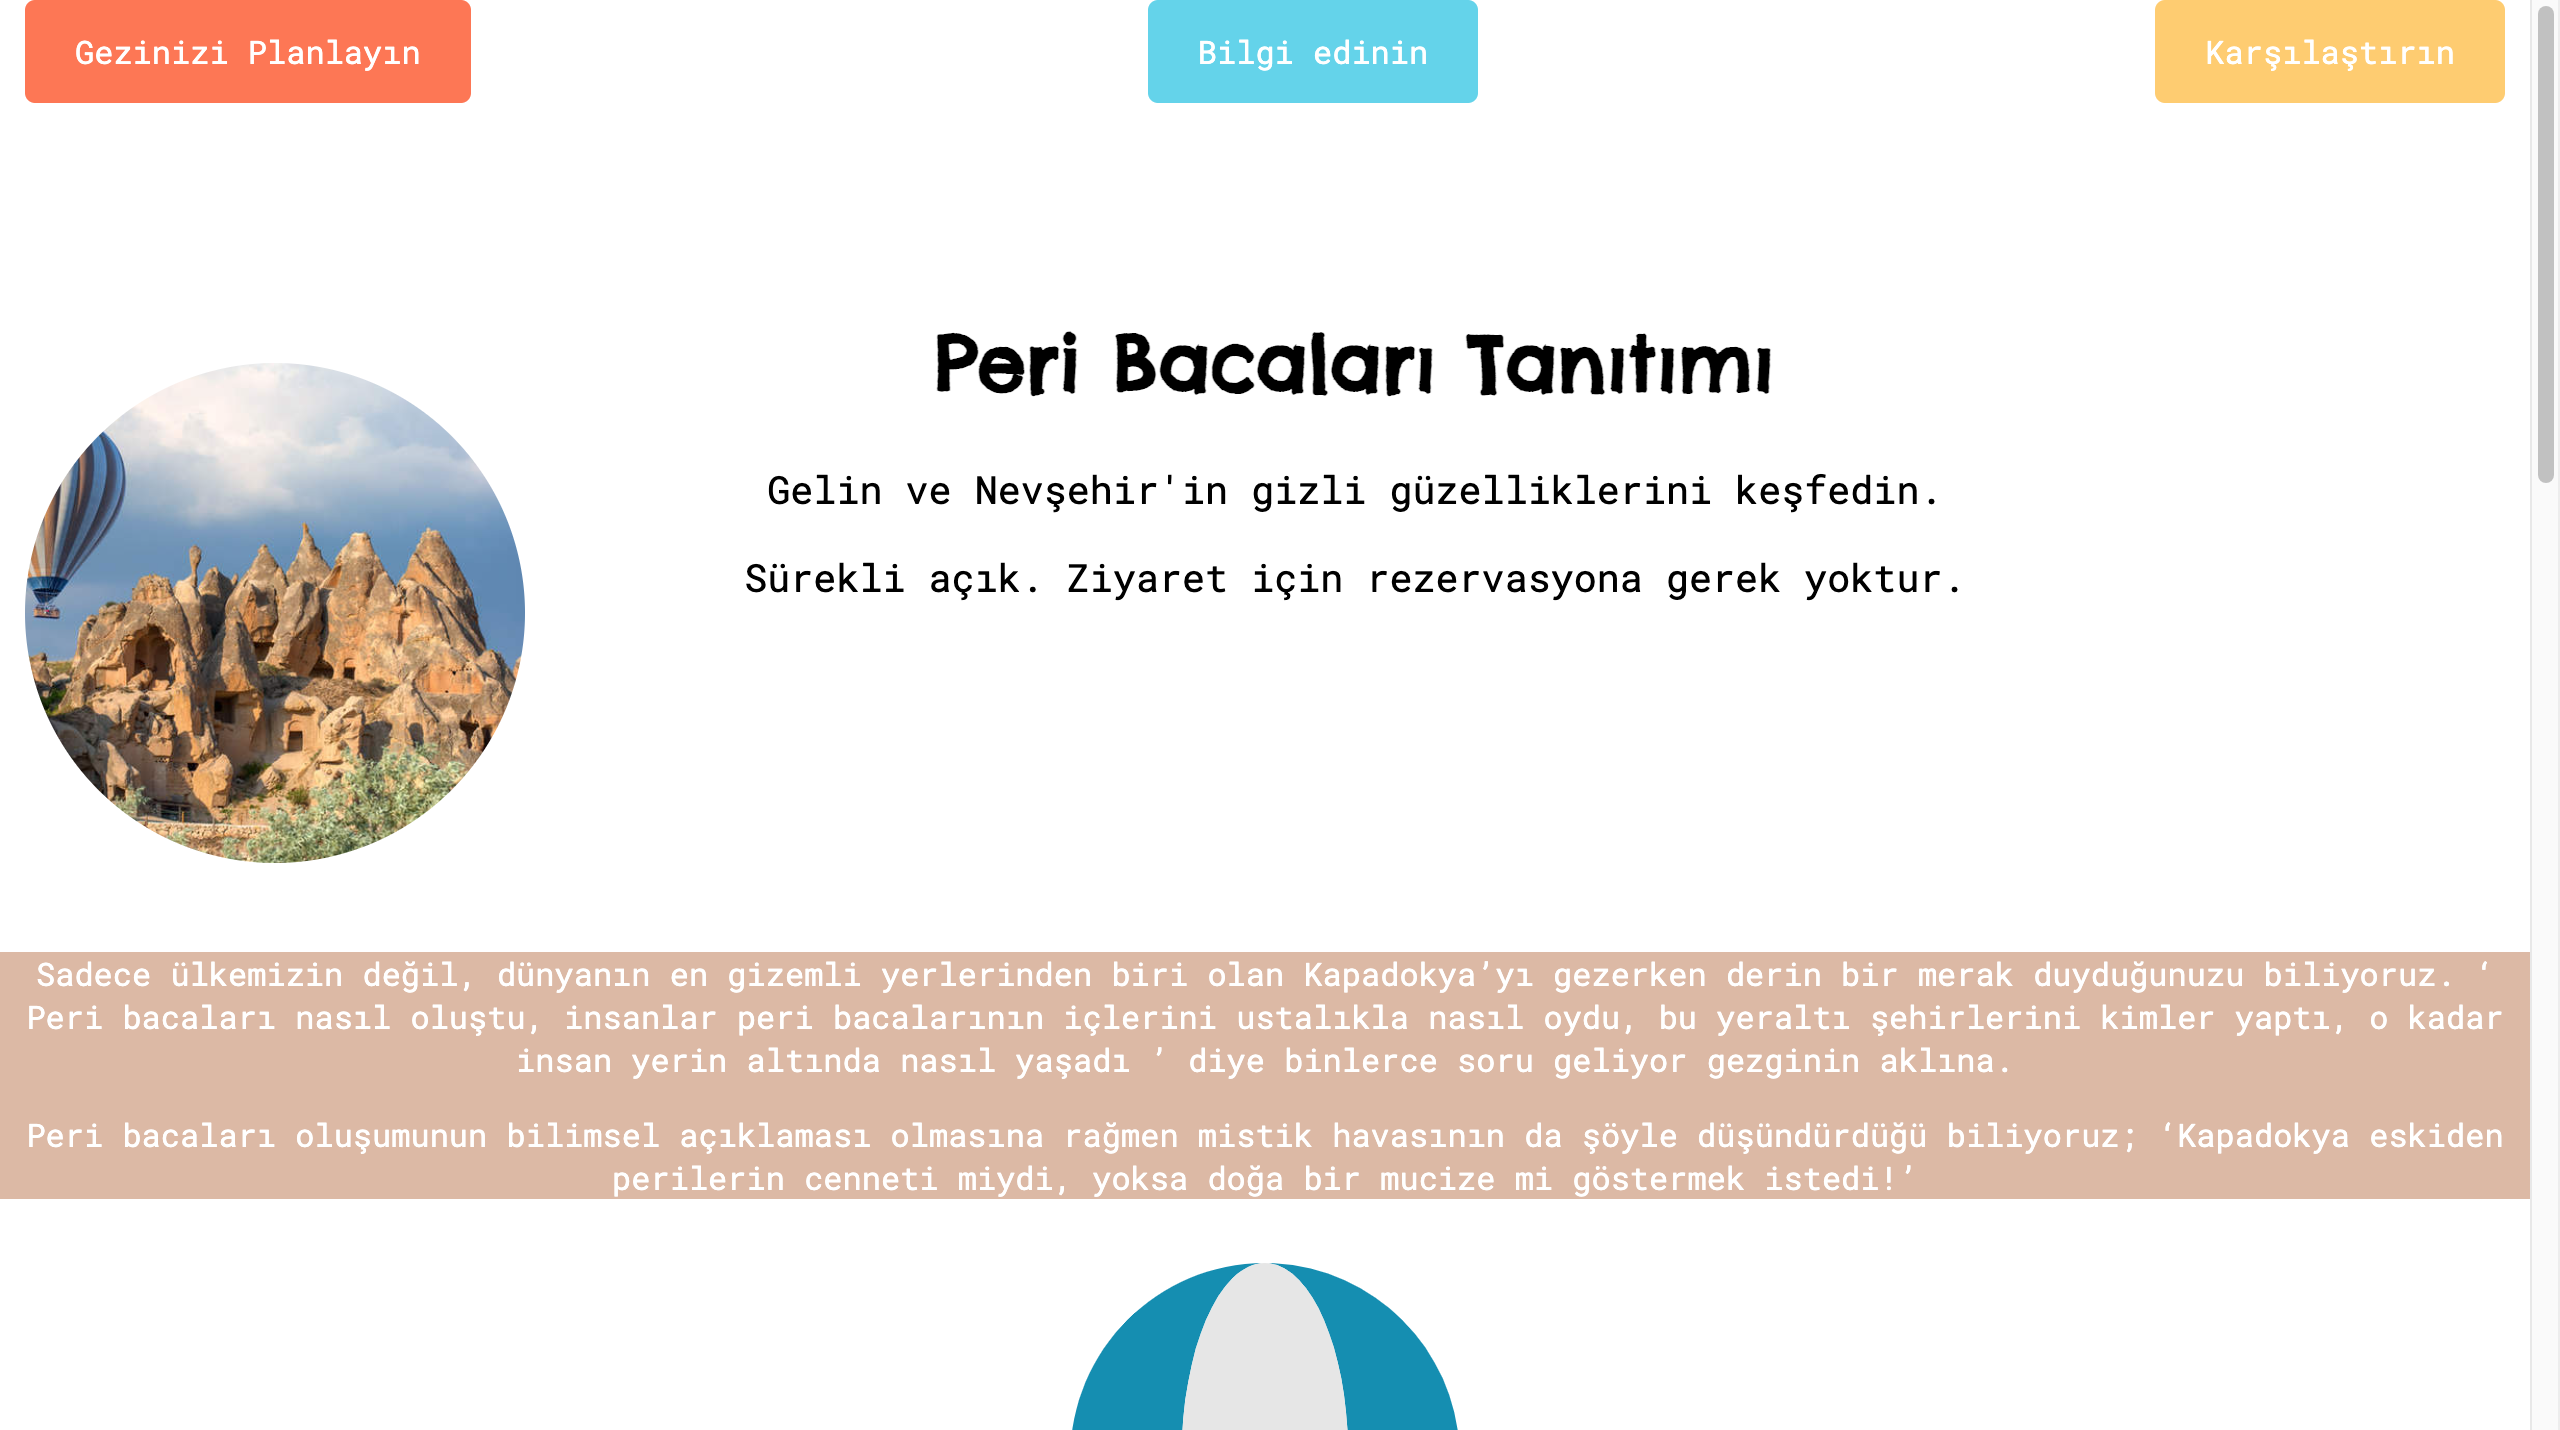 Gezinizi Planlayın
Bilgi edinin
Karşılaştırın
Peri Bacaları Tanıtımı
Gelin ve Nevşehir'in gizli güzelliklerini keşfedin.
Sürekli açık. Ziyaret için rezervasyona gerek yoktur.
Sadece ülkemizin değil, dünyanın en gizemli yerlerinden biri olan Kapadokya’yı gezerken derin bir merak duyduğunuzu biliyoruz. ‘
Peri bacaları nasıl oluştu, insanlar peri bacalarının içlerini ustalıkla nasıl oydu, bu yeraltı şehirlerini kimler yaptı, o kadar
insan yerin altında nasıl yaşadı ’ diye binlerce soru geliyor gezginin aklına.
Peri bacaları oluşumunun bilimsel açıklaması olmasına rağmen mistik havasının da şöyle düşündürdüğü biliyoruz; ‘Kapadokya eskiden
perilerin cenneti miydi, yoksa doğa bir mucize mi göstermek istedi!’